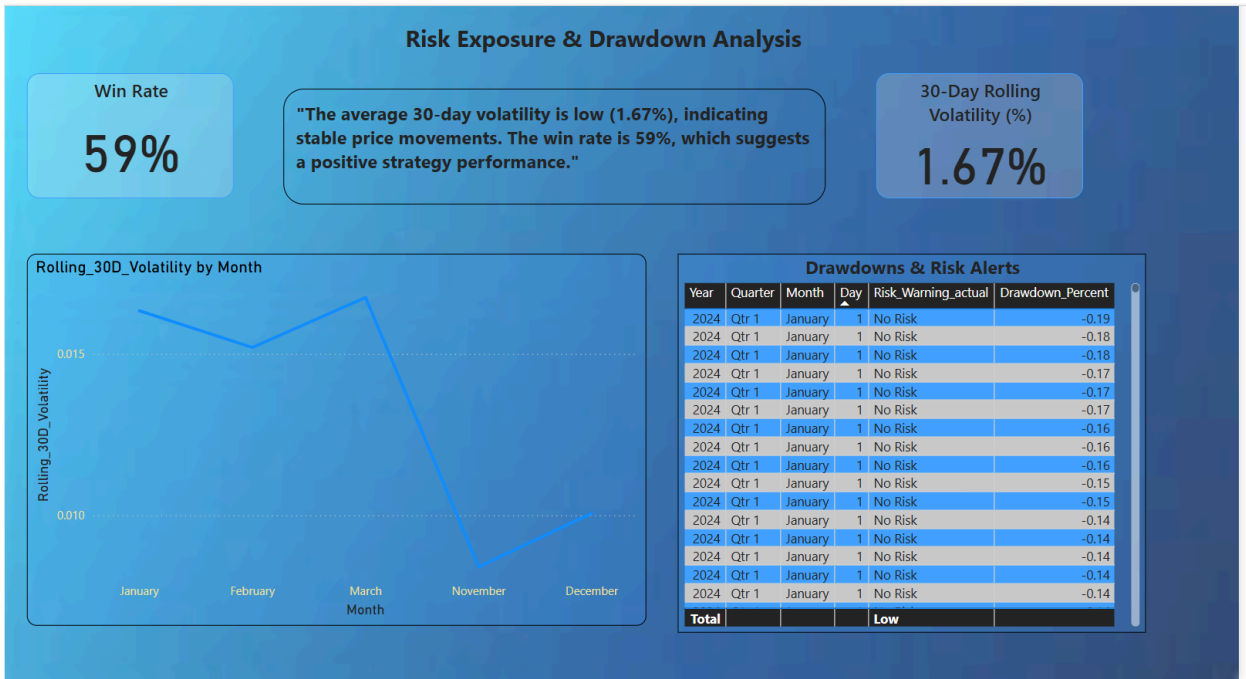 Risk Exposure & Drawdown Analysis
Win Rate
59%
"The average 30-day volatility is low (1.67%), indicating
stable price movements. The win rate is 59%, which suggests
a positive strategy performance."
30-Day Rolling
Volatility (%)
1.67%
Rolling_30D_Volatility by Month
Rolling_30D_Volatility
0.015
0.010
January February March November December
Month
Drawdowns & Risk Alerts
Year Quarter Month Day Risk_Warning_actual Drawdown_Percent
2024 Qtr 1 January 1 No Risk -0.19
2024 Qtr 1 January 1 No Risk -0.18
2024 Qtr 1 January 1 No Risk -0.18
2024 Qtr 1 January 1 No Risk -0.17
2024 Qtr 1 January 1 No Risk -0.17
2024 Qtr 1 January 1 No Risk -0.17
2024 Qtr 1 January 1 No Risk -0.16
2024 Qtr 1 January 1 No Risk -0.16
2024 Qtr 1 January 1 No Risk -0.16
2024 Qtr 1 January 1 No Risk -0.15
2024 Qtr 1 January 1 No Risk -0.15
2024 Qtr 1 January 1 No Risk -0.14
2024 Qtr 1 January 1 No Risk -0.14
2024 Qtr 1 January 1 No Risk -0.14
2024 Qtr 1 January 1 No Risk -0.14
2024 Qtr 1 January 1 No Risk -0.14
Total Low